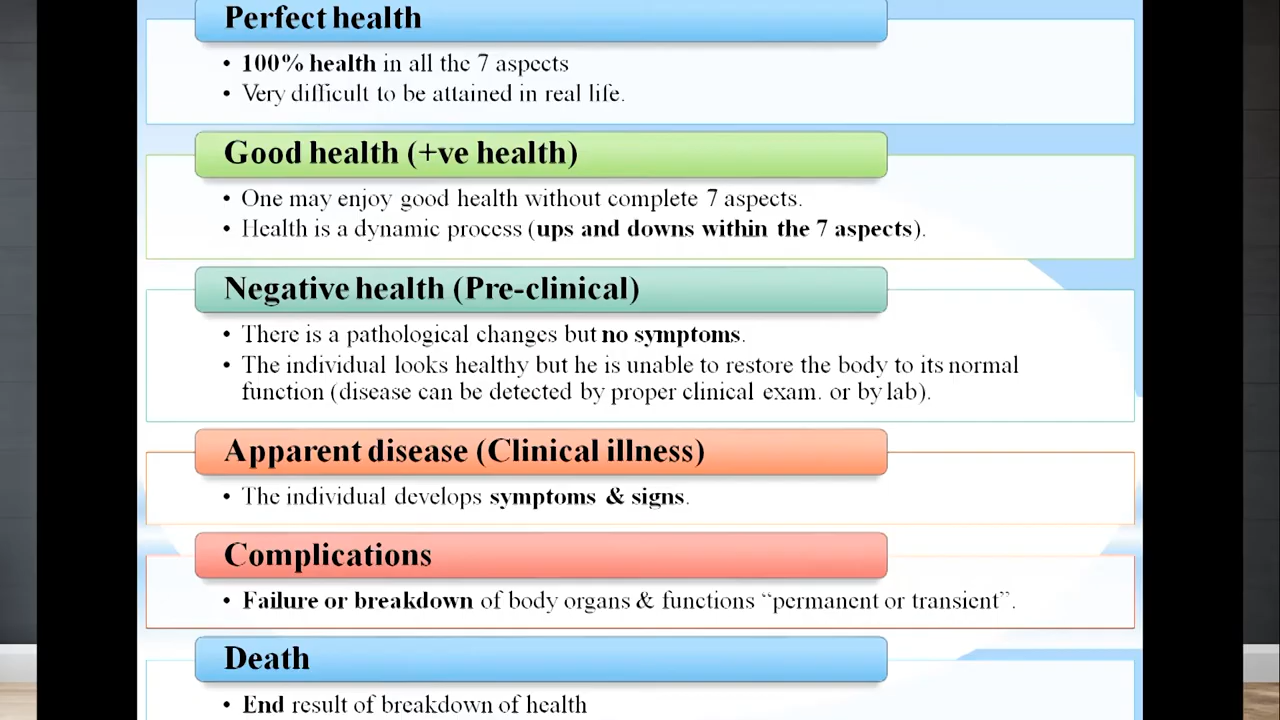 Perfect health
• 100% health in all the 7 aspects
• Very difficult to be attained in real life.
Good health (+ve health)
• One may enjoy good health without complete 7 aspects.
• Health is a dynamic process (ups and downs within the 7 aspects).
Negative health (Pre-clinical)
• There is a pathological changes but no symptoms.
• The individual looks healthy but he is unable to restore the body to its normal
function (disease can be detected by proper clinical exam. or by lab).
Apparent disease (Clinical illness)
• The individual develops symptoms & signs.
Complications
• Failure or breakdown of body organs & functions “permanent or transient”.
Death
• End result of breakdown of health